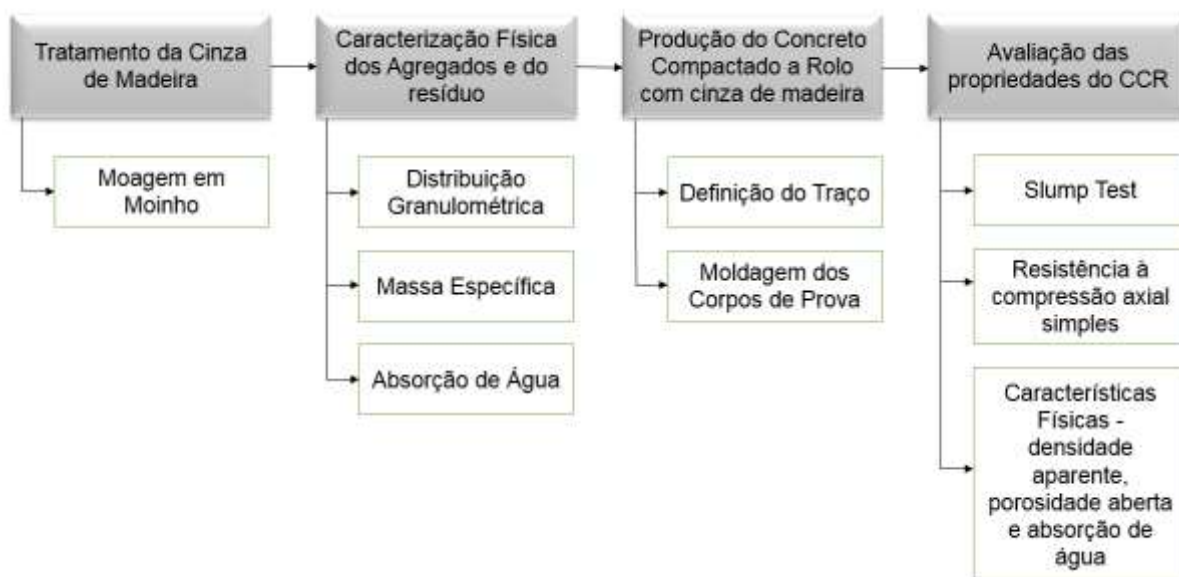 Tratamento da Cinza
de Madeira
Caracterização Física
dos Agregados e do
resíduo
Produção do Concreto
Compactado a Rolo
com cinza de madeira
Avaliação das
propriedades do CCR
Moagem em
Moinho
Distribuição
Granulométrica
Massa Específica
Absorção de Água
Definição do Traço
Moldagem dos
Corpos de Prova
Slump Test
Resistência à
compressão axial
simples
Características
Físicas -
densidade
aparente,
porosidade aberta
e absorção de
água